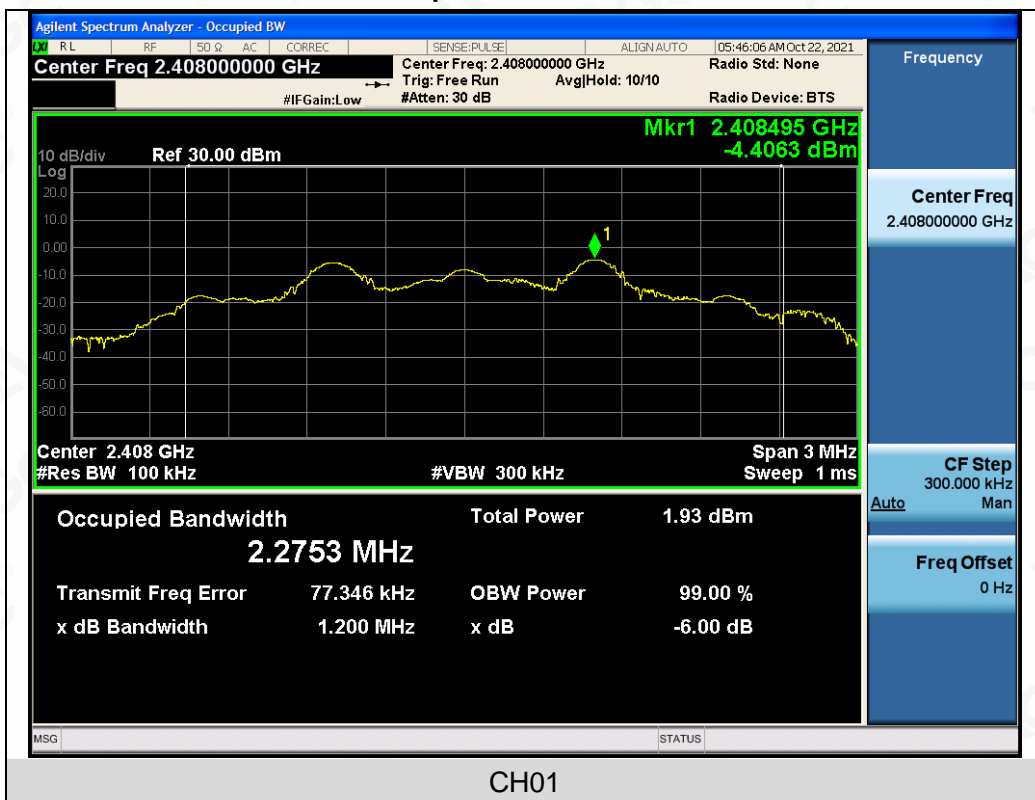 Agilent Spectrum Analyzer - Occupied BW
LXI RL RF 50 Ω AC CORREC SENSE:PULSE ALIGN AUTO 05:46:06 AM Oct 22, 2021
Center Freq 2.408000000 GHz Center Freq: 2.408000000 GHz Radio Std: None
Trig: Free Run Avg|Hold: 10/10
#IFGain:Low #Atten: 30 dB Radio Device: BTS
Mkr1 2.408495 GHz
10 dB/div Ref 30.00 dBm -4.4063 dBm
Log
20.0
10.0
0.00
-10.0
-20.0
-30.0
-40.0
-50.0
-60.0
1
Center 2.408 GHz Span 3 MHz
#Res BW 100 kHz #VBW 300 kHz Sweep 1 ms
Occupied Bandwidth Total Power 1.93 dBm
2.2753 MHz
Transmit Freq Error 77.346 kHz OBW Power 99.00 %
x dB Bandwidth 1.200 MHz x dB -6.00 dB
MSG STATUS
Frequency
Center Freq
2.408000000 GHz
CF Step
300.000 kHz
Auto Man
Freq Offset
0 Hz
CH01